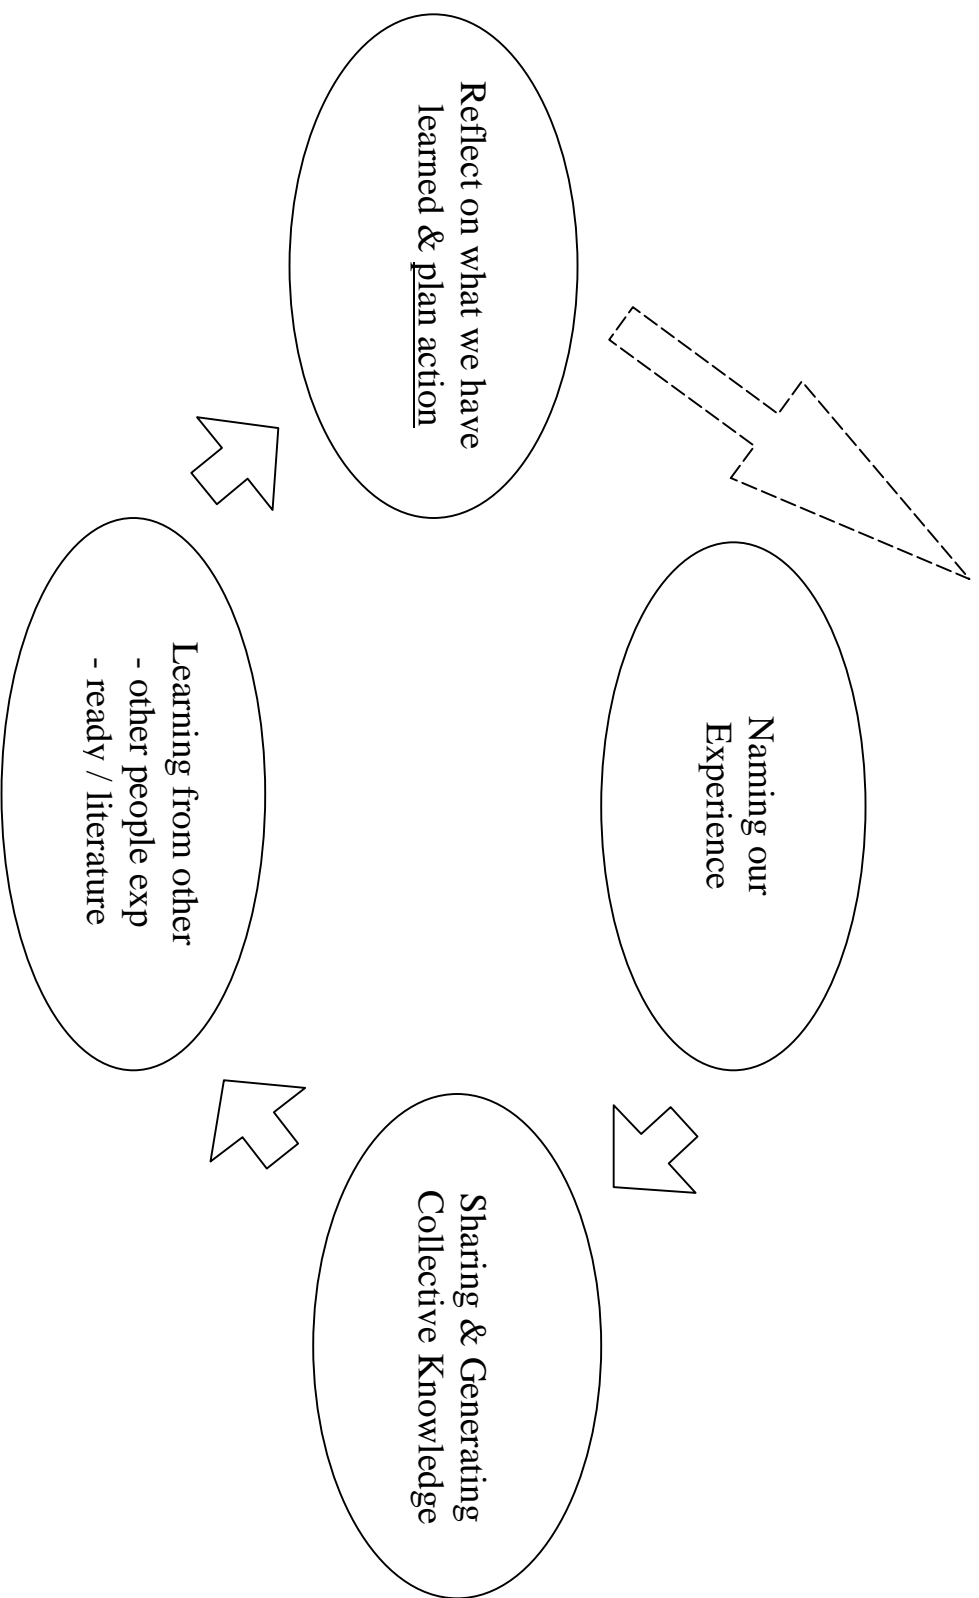 Naming our
Experience
Sharing & Generating
Collective Knowledge
Learning from other
- other people exp
- ready / literature
Reflect on what we have
learned & plan action